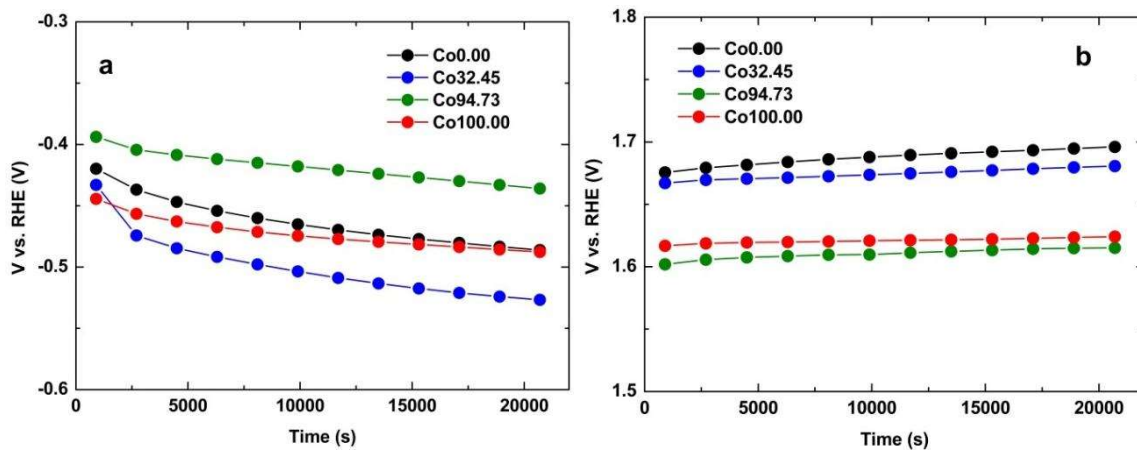 a
Co0.00
Co32.45
Co94.73
Co100.00
-0.3
-0.4
-0.5
-0.6
V vs. RHE (V)
0
5000
10000
15000
20000
Time (s)
b
Co0.00
Co32.45
Co94.73
Co100.00
1.8
1.7
1.6
1.5
V vs. RHE (V)
0
5000
10000
15000
20000
Time (s)